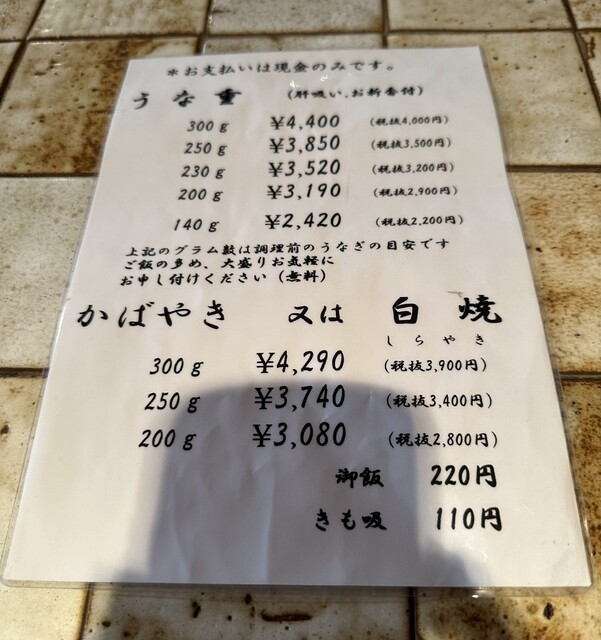 *お支払いは現金のみです。
うな重 (肝吸い、お新香付)
300g ¥4,400 (税抜4,000円)
250g ¥3,850 (税抜3,500円)
230g ¥3,520 (税抜3,200円)
200g ¥3,190 (税抜2,900円)
140g ¥2,420 (税抜2,200円)
上記のグラム数は調理前のうなぎの目安です
ご飯の多め、大盛りお気軽に
お申し付けください(無料)
かばやき 又は 白焼
しらやき
300g ¥4,290 (税抜3,900円)
250g ¥3,740 (税抜3,400円)
200g ¥3,080 (税抜2,800円)
御飯 220円
きも吸 110円